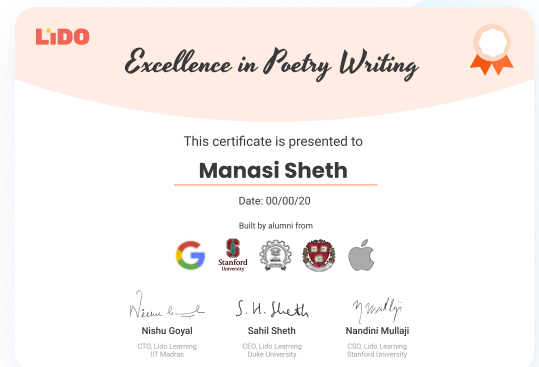 LiDO
Excellence in Poetry Writing
This certificate is presented to
Manasi Sheth
Date: 00/00/20
Built by alumni from
Stanford
University
S. H. Sheth
Nishu Goyal
Sahil Sheth
Nandini Mullaji
CTO, Lido Learning
IIT Madras
CEO, Lido Learning
Duke University
CSO, Lido Learning
Stanford University